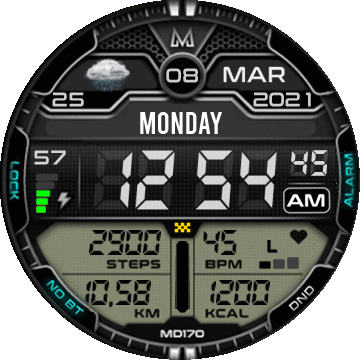 08 MAR
25 2021
MONDAY
57 12 54 45
AM
LOCK
ALARM
2900 45 L
STEPS BPM
10,58 1200
KM KCAL
NO BT
DND
MD170